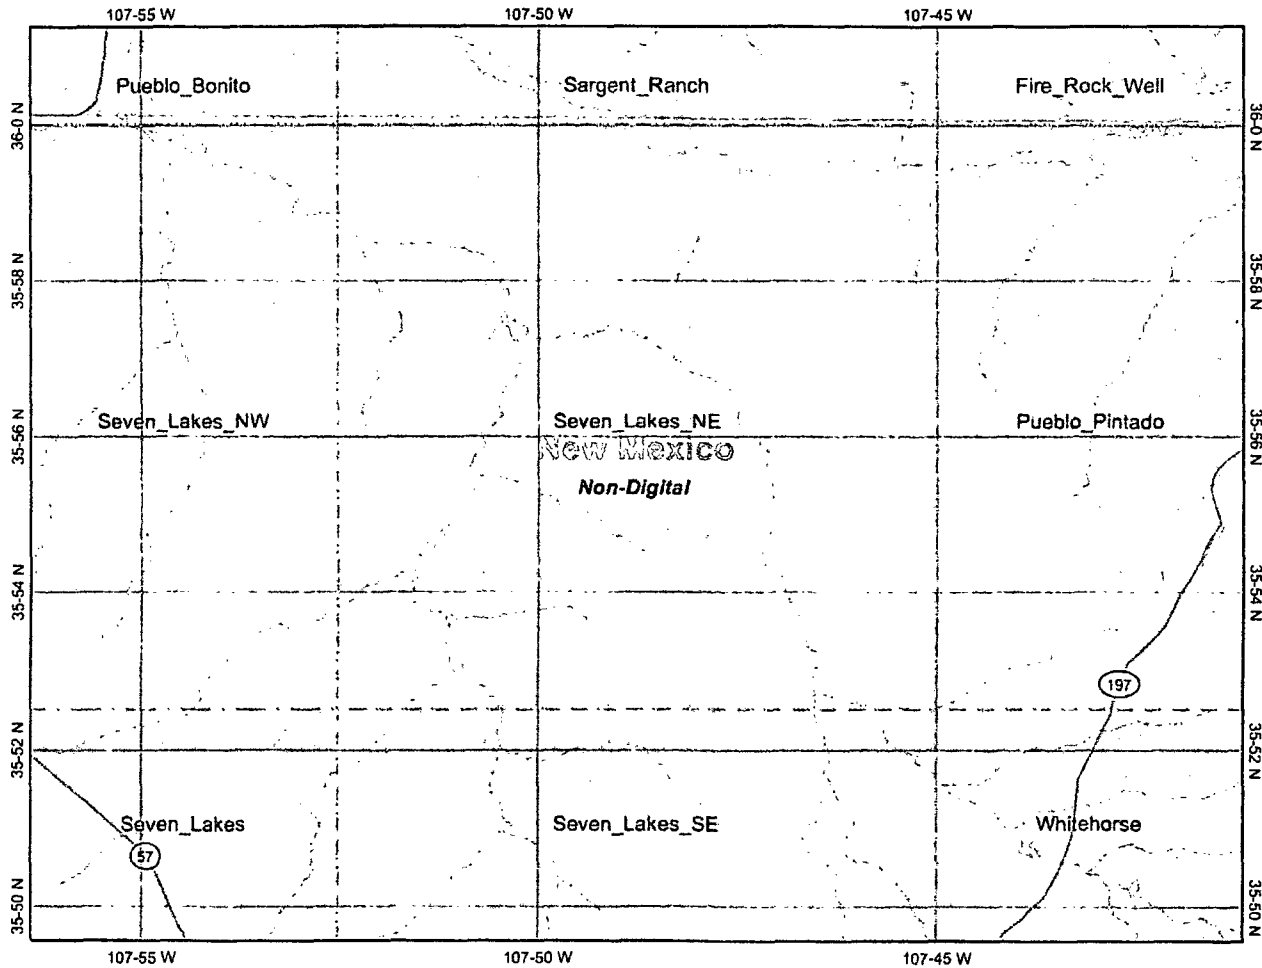 107-55 W 107-50 W 107-45 W
Pueblo_Bonito Sargent_Ranch Fire_Rock_Well
36-0 N 36-0 N
35-58 N 35-58 N
Seven_Lakes_NW Seven_Lakes_NE Pueblo_Pintado
35-56 N 35-56 N
New Mexico
Non-Digital
35-54 N 35-54 N
197
35-52 N 35-52 N
Seven_Lakes Seven_Lakes_SE Whitehorse
57
35-50 N 35-50 N
107-55 W 107-50 W 107-45 W